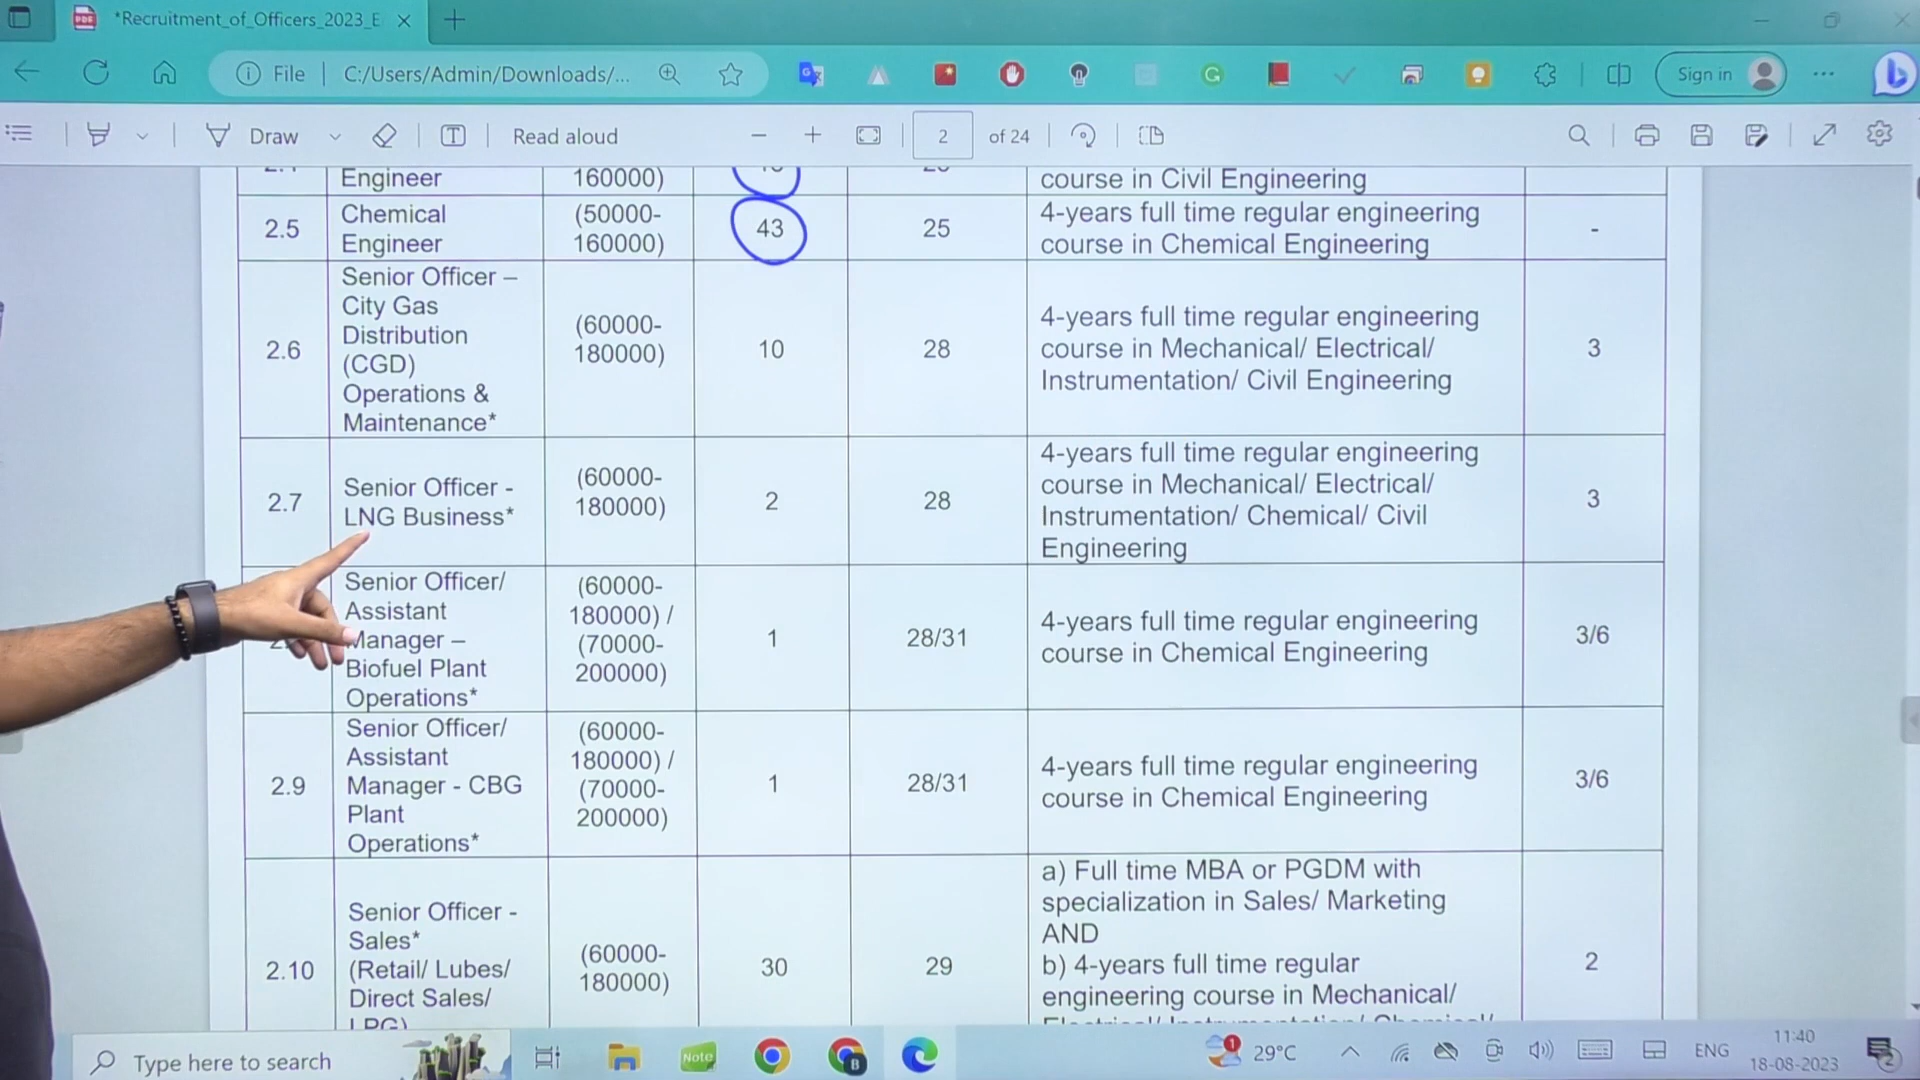 *Recruitment_of_Officers_2023_E
File
C:/Users/Admin/Downloads/...
Sign in
Draw
Read aloud
2 of 24
Engineer
160000)
course in Civil Engineering
2.5
Chemical
Engineer
(50000-
160000)
43
25
4-years full time regular engineering
course in Chemical Engineering
-
2.6
Senior Officer –
City Gas
Distribution
(CGD)
Operations &
Maintenance*
(60000-
180000)
10
28
4-years full time regular engineering
course in Mechanical/ Electrical/
Instrumentation/ Civil Engineering
3
2.7
Senior Officer -
LNG Business*
(60000-
180000)
2
28
4-years full time regular engineering
course in Mechanical/ Electrical/
Instrumentation/ Chemical/ Civil
Engineering
3
Senior Officer/
Assistant
Manager –
Biofuel Plant
Operations*
(60000-
180000) /
(70000-
200000)
1
28/31
4-years full time regular engineering
course in Chemical Engineering
3/6
2.9
Senior Officer/
Assistant
Manager - CBG
Plant
Operations*
(60000-
180000) /
(70000-
200000)
1
28/31
4-years full time regular engineering
course in Chemical Engineering
3/6
2.10
Senior Officer -
Sales*
(Retail/ Lubes/
Direct Sales/
LPG)
(60000-
180000)
30
29
a) Full time MBA or PGDM with
specialization in Sales/ Marketing
AND
b) 4-years full time regular
engineering course in Mechanical/
2
Type here to search
Note
B
1
29°C
ENG
11:40
18-08-2023
2